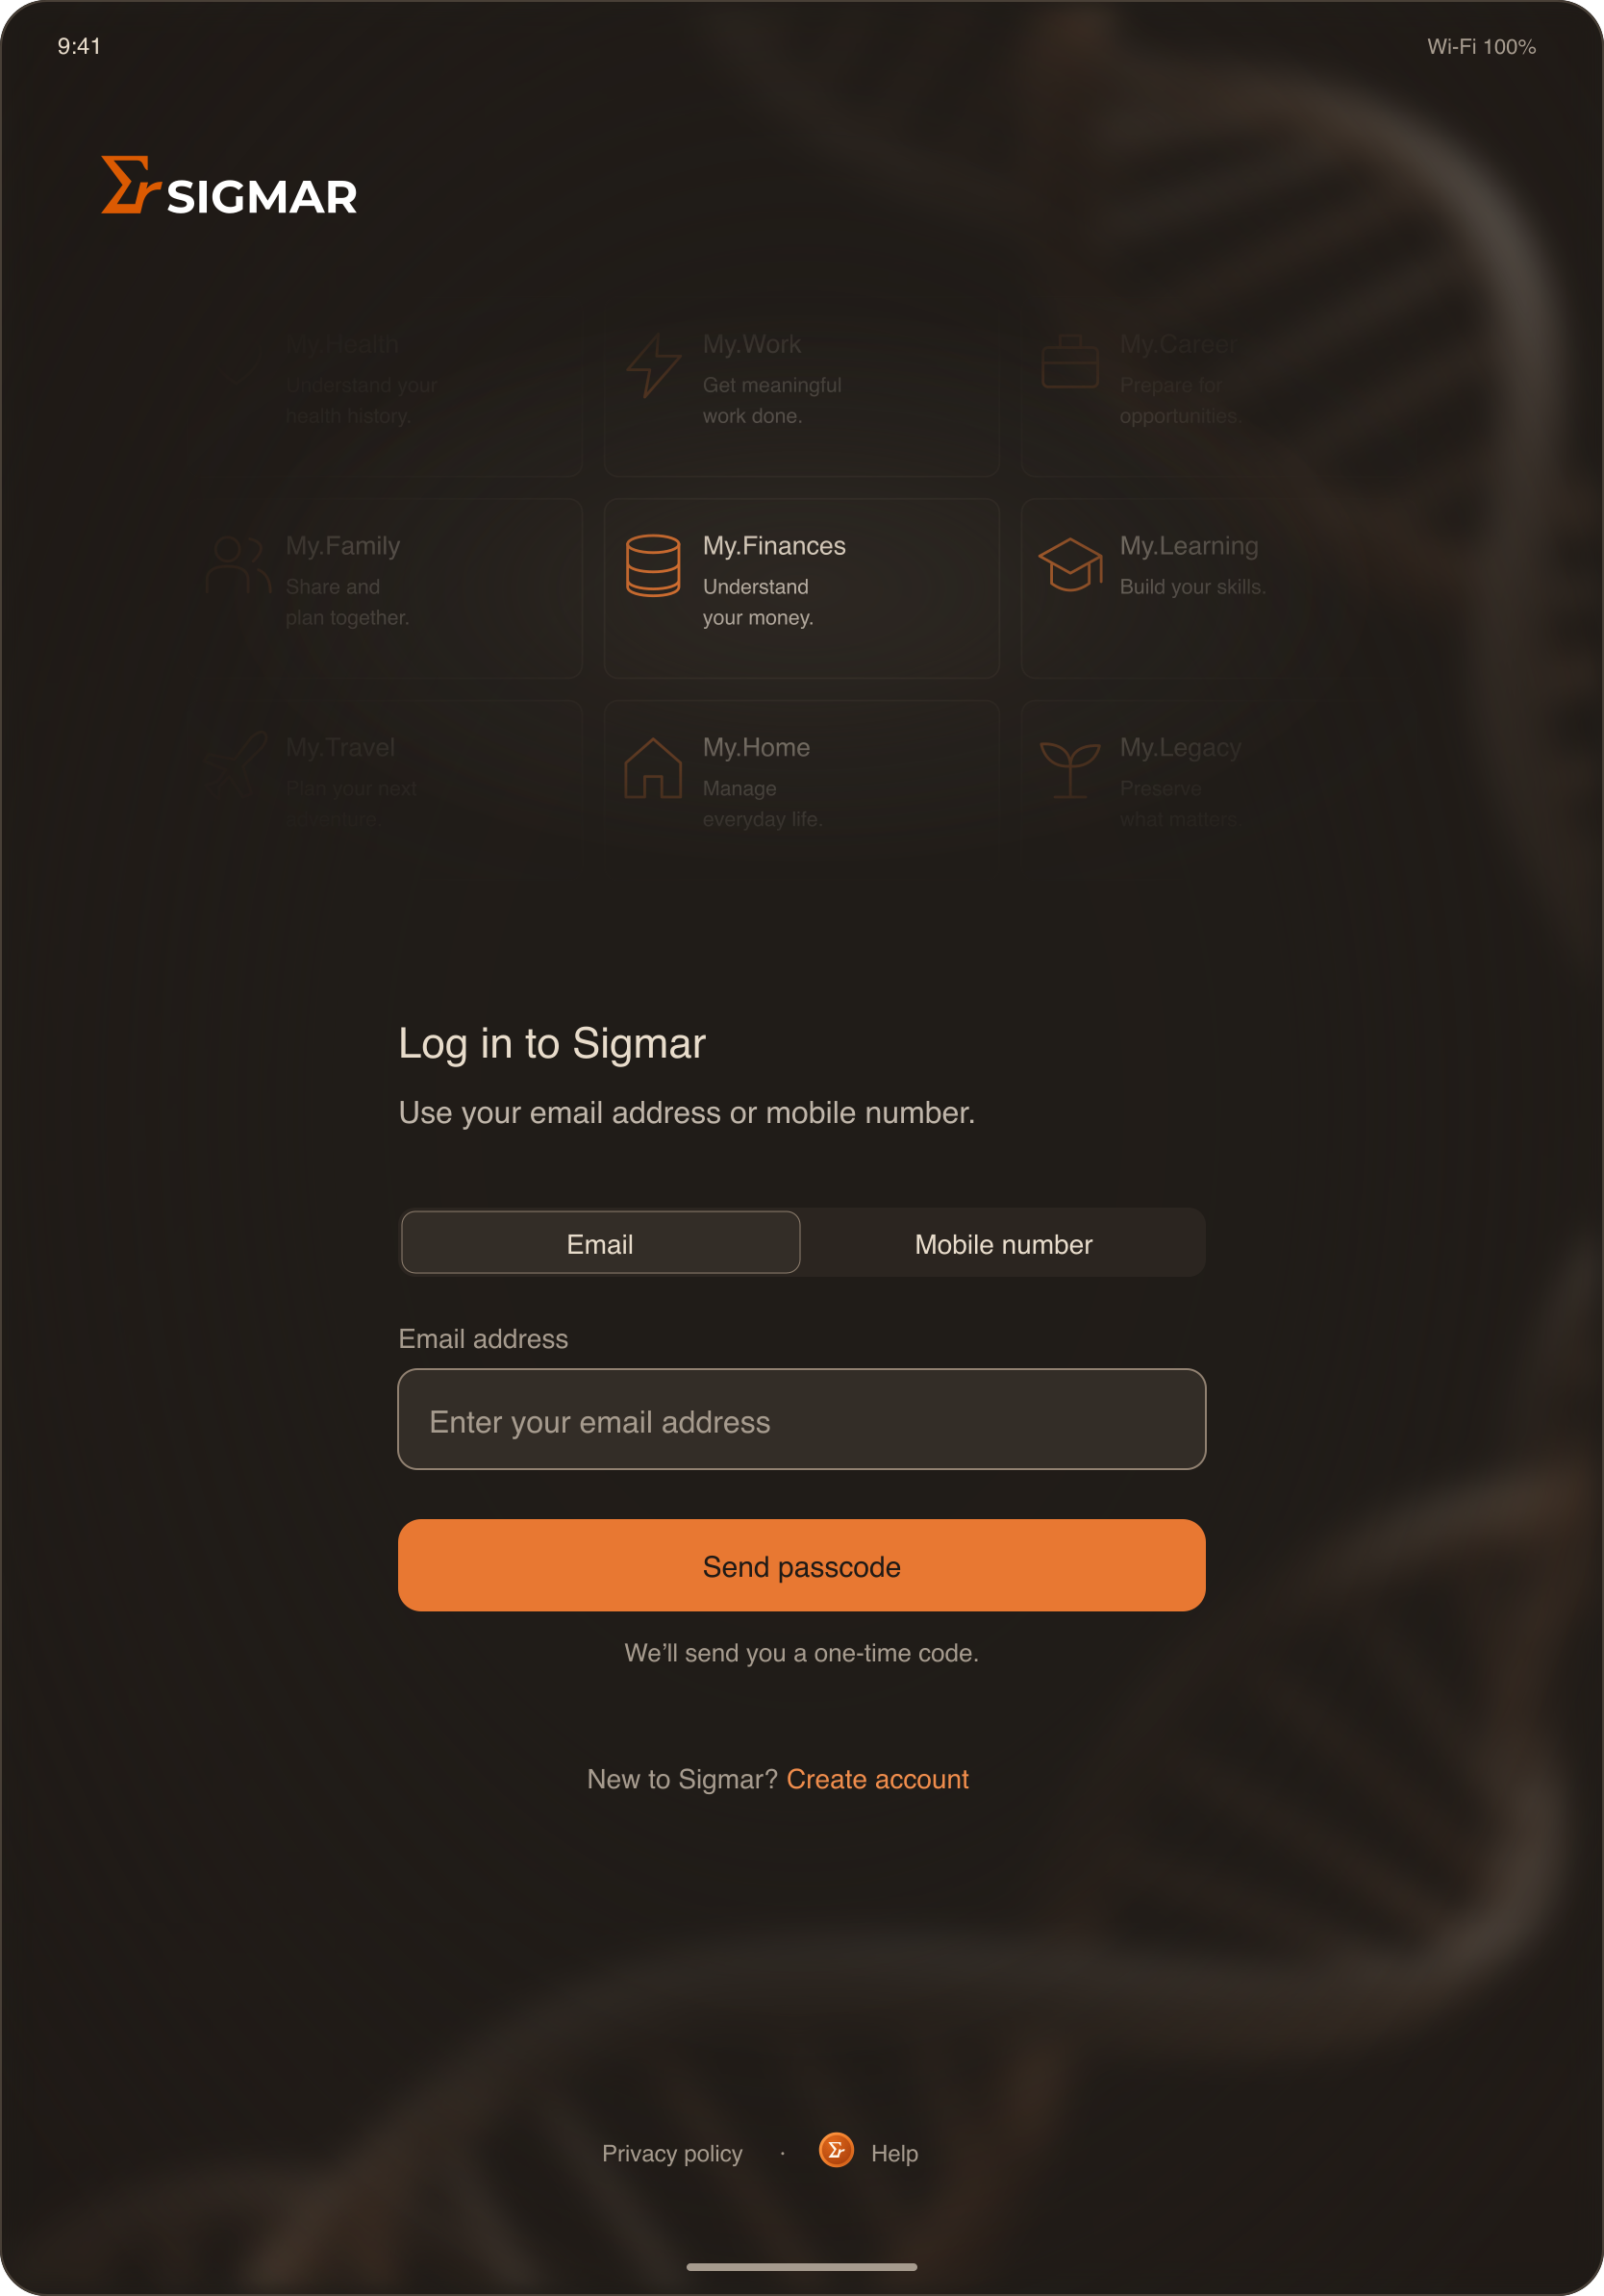 9:41
Wi-Fi 100%
Σr SIGMAR
My.Health
Understand your
health history.
My.Work
Get meaningful
work done.
My.Career
Prepare for
opportunities.
My.Family
Share and
plan together.
My.Finances
Understand
your money.
My.Learning
Build your skills.
My.Travel
Plan your next
adventure.
My.Home
Manage
everyday life.
My.Legacy
Preserve
what matters.
Log in to Sigmar
Use your email address or mobile number.
Email
Mobile number
Email address
Enter your email address
Send passcode
We’ll send you a one-time code.
New to Sigmar? Create account
Privacy policy · Σr Help